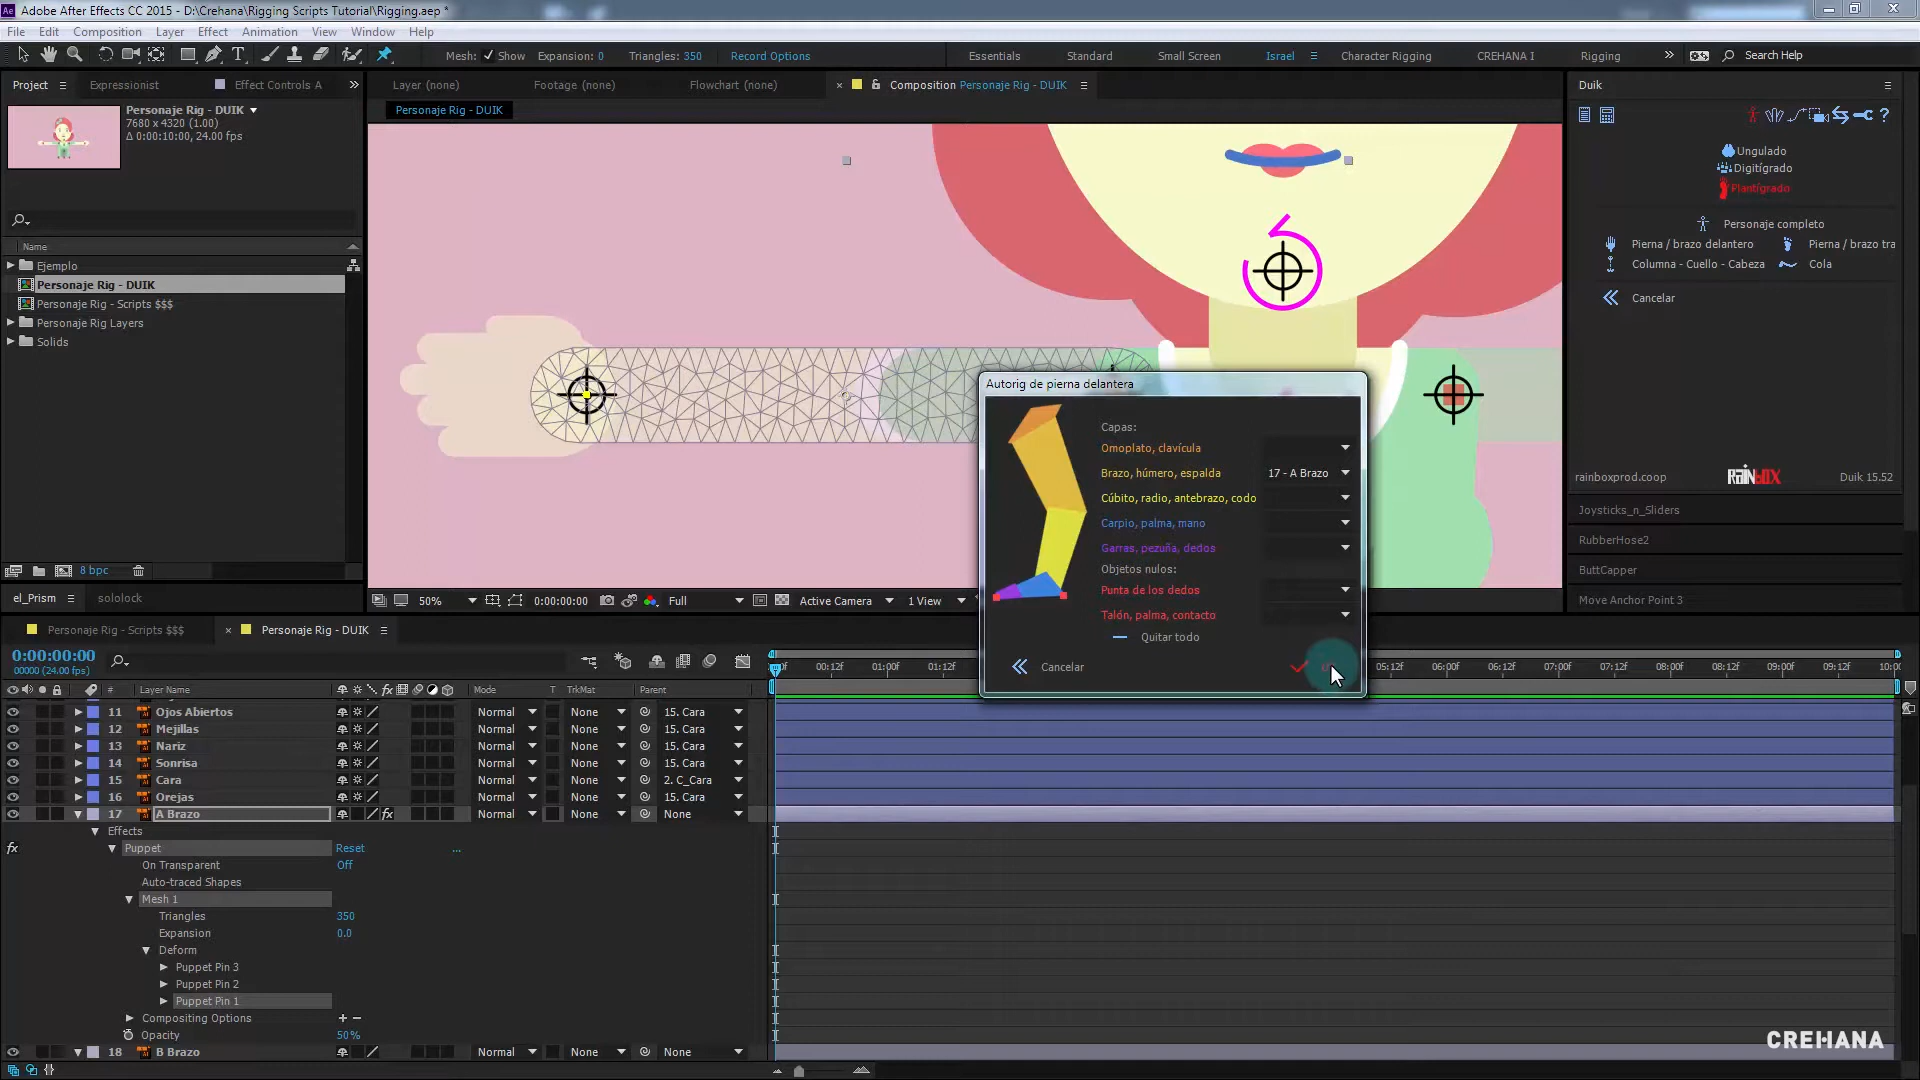 Adobe After Effects CC 2015 - D:\Crehana\Rigging Scripts Tutorial\Rigging.aep *
File Edit Composition Layer Effect Animation View Window Help
Mesh: Show Expansion: 0 Triangles: 350 Record Options Essentials Standard Small Screen Israel Character Rigging CREHANA I Rigging Search Help
Project Expressionist Effect Controls A Layer (none) Footage (none) Flowchart (none) Composition Personaje Rig - DUIK Duik
Personaje Rig - DUIK
7680 x 4320 (1.00)
Δ 0:00:10:00, 24.00 fps
Personaje Rig - DUIK
Name
Ejemplo
Personaje Rig - DUIK
Personaje Rig - Scripts $$$
Personaje Rig Layers
Solids
8 bpc
Ungulado
Digitígrado
Plantígrado
Personaje completo
Pierna / brazo delantero Pierna / brazo tra
Columna - Cuello - Cabeza Cola
Cancelar
rainboxprod.coop RAINBOX Duik 15.52
Joysticks_n_Sliders
RubberHose2
ButtCapper
Move Anchor Point 3
Autorig de pierna delantera
Capas:
Omoplato, clavícula
Brazo, húmero, espalda 17 - A Brazo
Cúbito, radio, antebrazo, codo
Carpio, palma, mano
Garras, pezuña, dedos
Objetos nulos:
Punta de los dedos
Talón, palma, contacto
Quitar todo
Cancelar
50% 0:00:00:00 Full Active Camera 1 View
el_Prism sololock
Personaje Rig - Scripts $$$ Personaje Rig - DUIK
0:00:00:00
00000 (24.00 fps)
00:12f 01:00f 01:12f 05:12f 06:00f 06:12f 07:00f 07:12f 08:00f 08:12f 09:00f 09:12f
# Layer Name Mode T TrkMat Parent
11 Ojos Abiertos Normal None 15. Cara
12 Mejillas Normal None 15. Cara
13 Nariz Normal None 15. Cara
14 Sonrisa Normal None 15. Cara
15 Cara Normal None 2. C_Cara
16 Orejas Normal None 15. Cara
17 A Brazo Normal None None
Effects
fx Puppet Reset ...
On Transparent Off
Auto-traced Shapes
Mesh 1
Triangles 350
Expansion 0.0
Deform
Puppet Pin 3
Puppet Pin 2
Puppet Pin 1
Compositing Options + −
Opacity 50%
18 B Brazo Normal None None
CREHANA